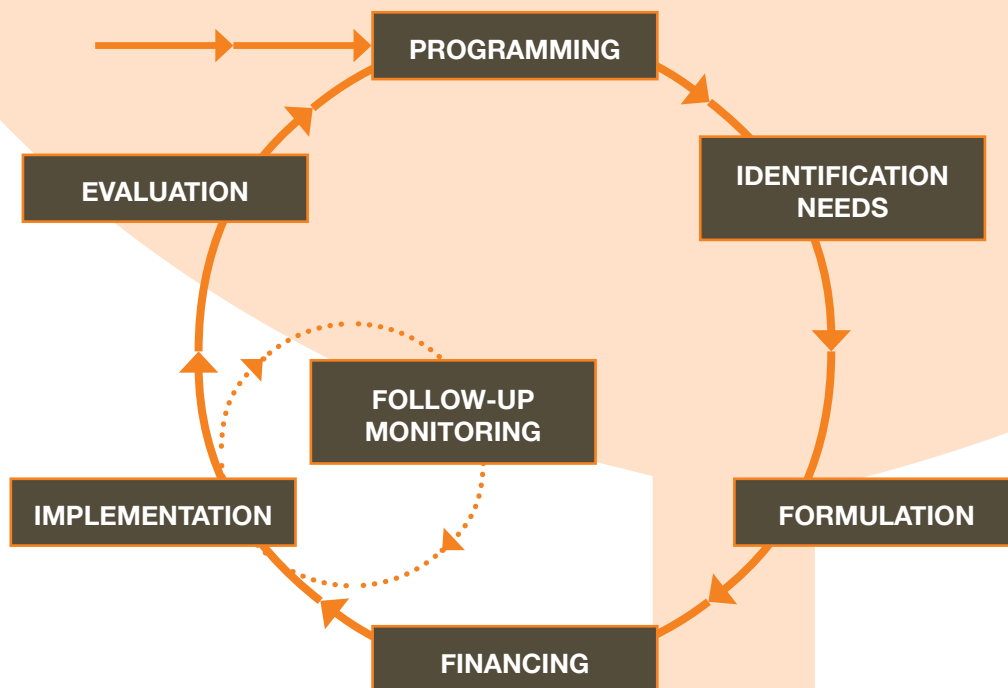 PROGRAMMING
IDENTIFICATION
NEEDS
EVALUATION
FOLLOW-UP
MONITORING
IMPLEMENTATION
FORMULATION
FINANCING